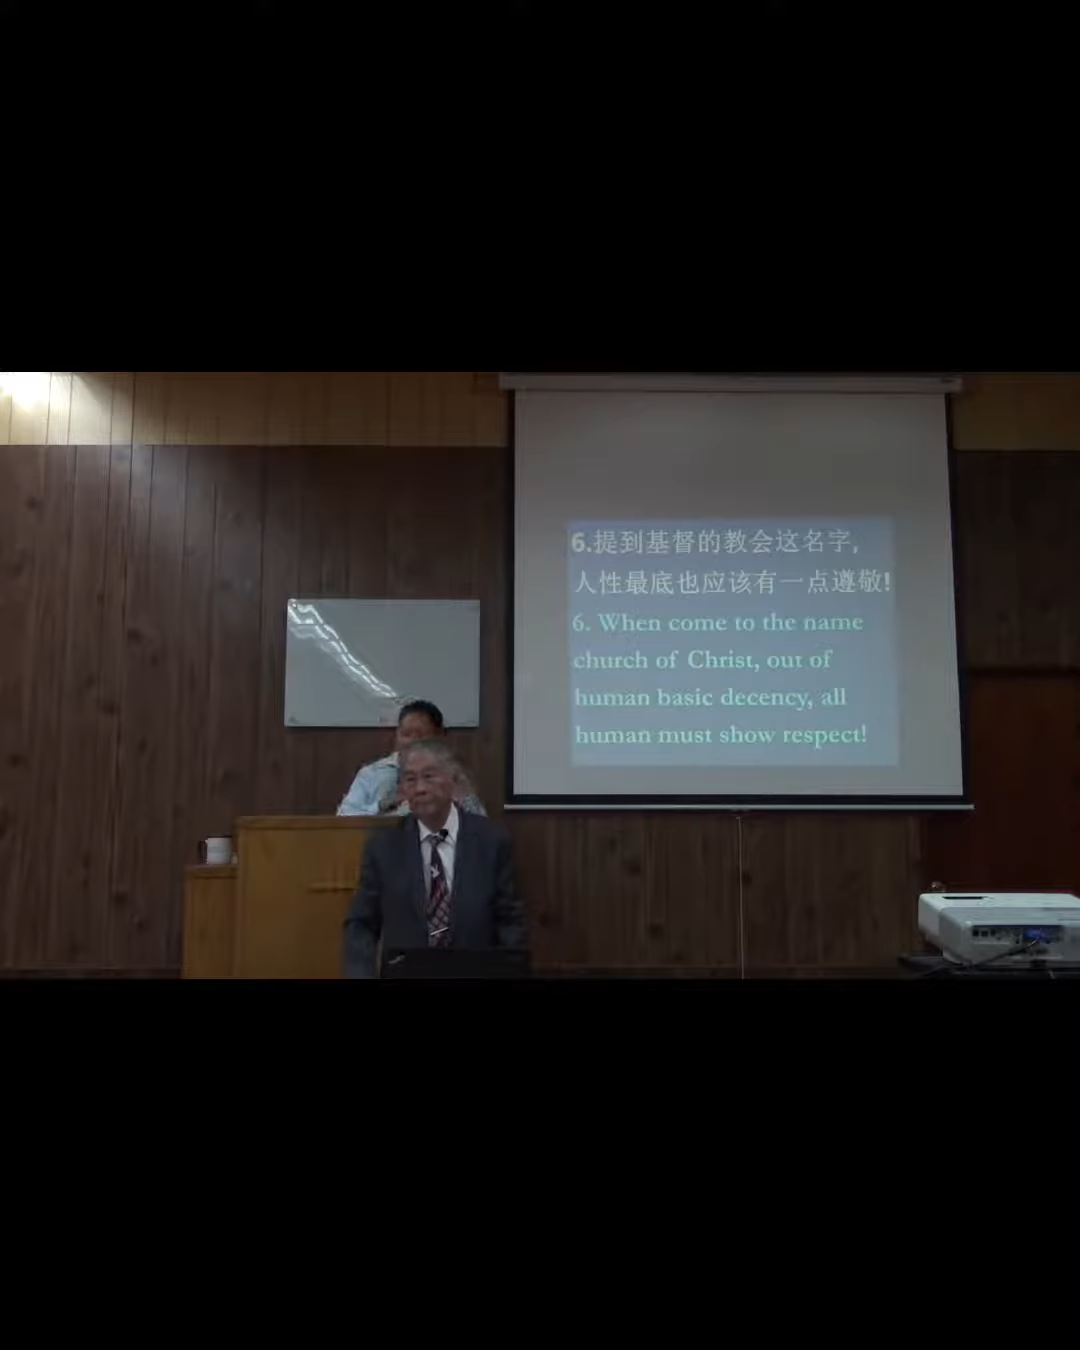 6.提到基督的教会这名字,
人性最底也应该有一点遵敬!
6. When come to the name
church of Christ, out of
human basic decency, all
human must show respect!